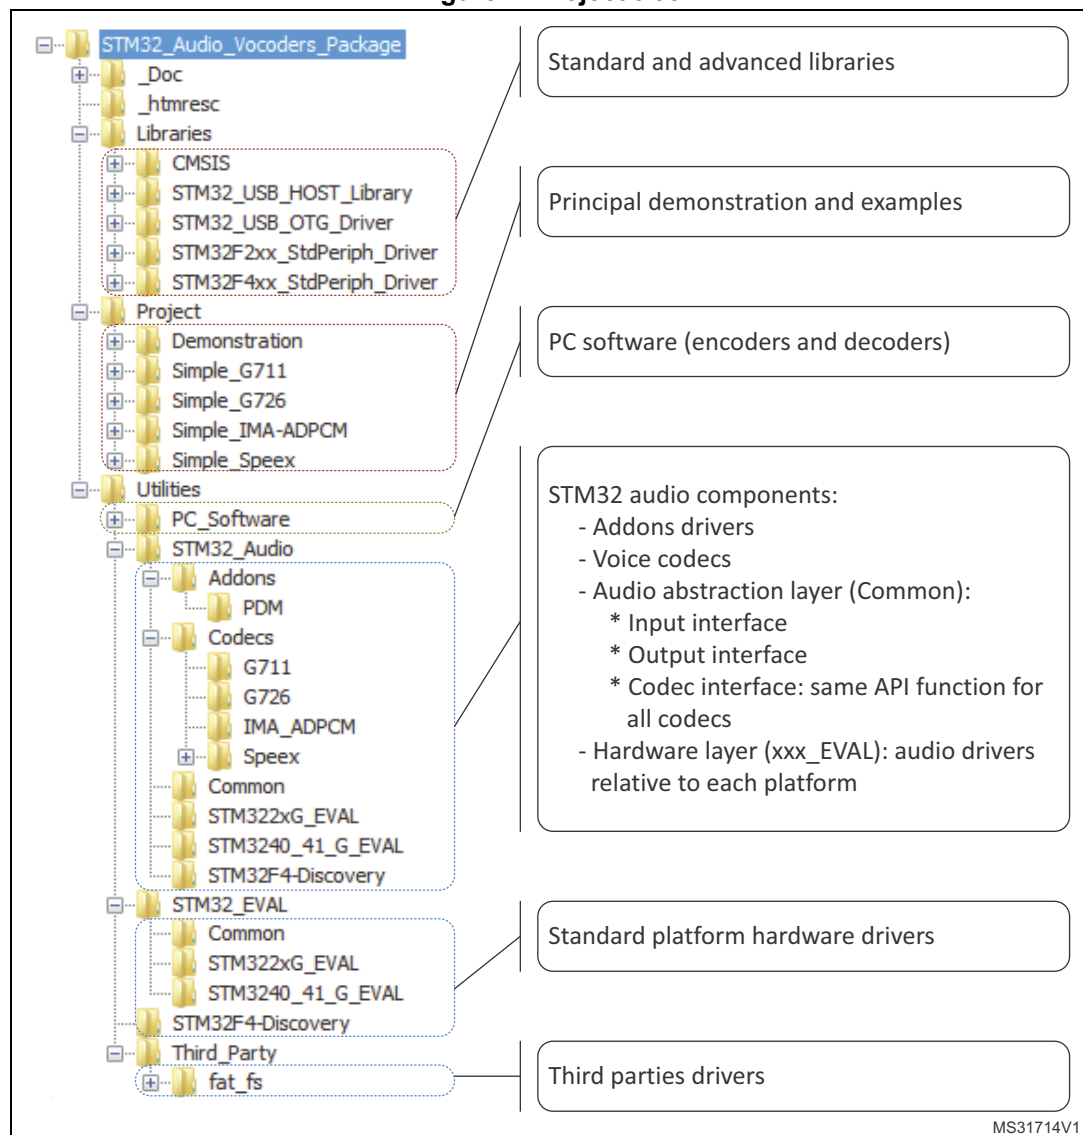 STM32_Audio_Vocoders_Package
_Doc
_htmresc
Libraries
CMSIS
STM32_USB_HOST_Library
STM32_USB_OTG_Driver
STM32F2xx_StdPeriph_Driver
STM32F4xx_StdPeriph_Driver
Project
Demonstration
Simple_G711
Simple_G726
Simple_IMA-ADPCM
Simple_Speex
Utilities
PC_Software
STM32_Audio
Addons
PDM
Codecs
G711
G726
IMA_ADPCM
Speex
Common
STM322xG_EVAL
STM3240_41_G_EVAL
STM32F4-Discovery
STM32_EVAL
Common
STM322xG_EVAL
STM3240_41_G_EVAL
STM32F4-Discovery
Third_Party
fat_fs
Standard and advanced libraries
Principal demonstration and examples
PC software (encoders and decoders)
STM32 audio components:
- Addons drivers
- Voice codecs
- Audio abstraction layer (Common):
* Input interface
* Output interface
* Codec interface: same API function for
all codecs
- Hardware layer (xxx_EVAL): audio drivers
relative to each platform
Standard platform hardware drivers
Third parties drivers
MS31714V1